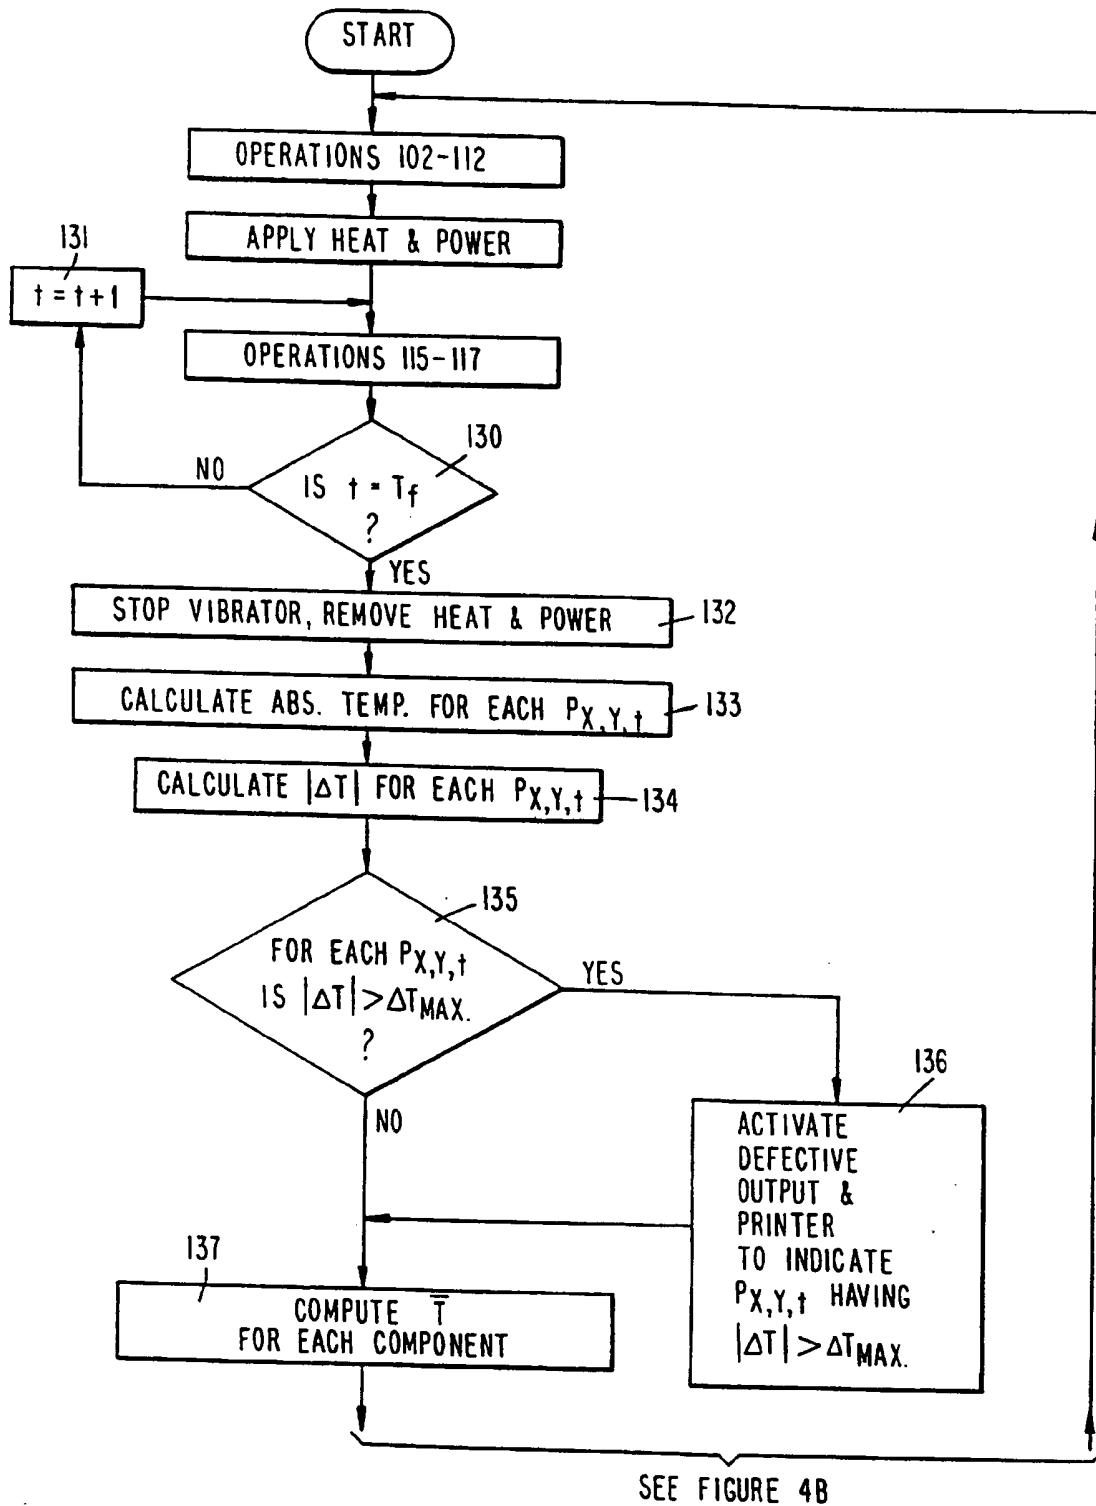 START
OPERATIONS 102-112
APPLY HEAT & POWER
131
t = t+1
OPERATIONS 115-117
130
NO
IS t = Tf
?
YES
STOP VIBRATOR, REMOVE HEAT & POWER
132
CALCULATE ABS. TEMP. FOR EACH PX,Y,t
133
CALCULATE |ΔT| FOR EACH PX,Y,t
134
135
FOR EACH PX,Y,t
IS |ΔT| > ΔTMAX.
?
YES
NO
136
ACTIVATE
DEFECTIVE
OUTPUT &
PRINTER
TO INDICATE
PX,Y,t HAVING
|ΔT| > ΔTMAX.
137
COMPUTE T̅
FOR EACH COMPONENT
SEE FIGURE 4B